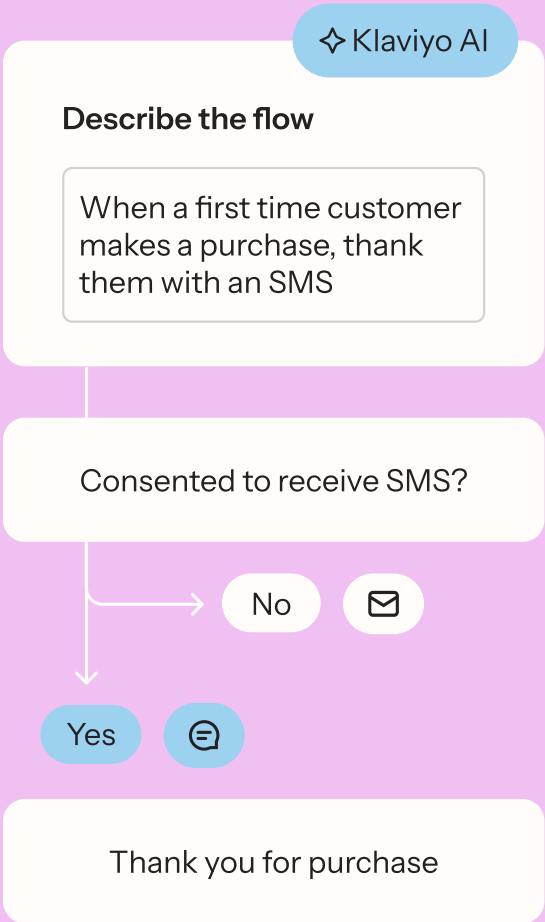 Klaviyo AI
Describe the flow
When a first time customer
makes a purchase, thank
them with an SMS
Consented to receive SMS?
No
Yes
Thank you for purchase